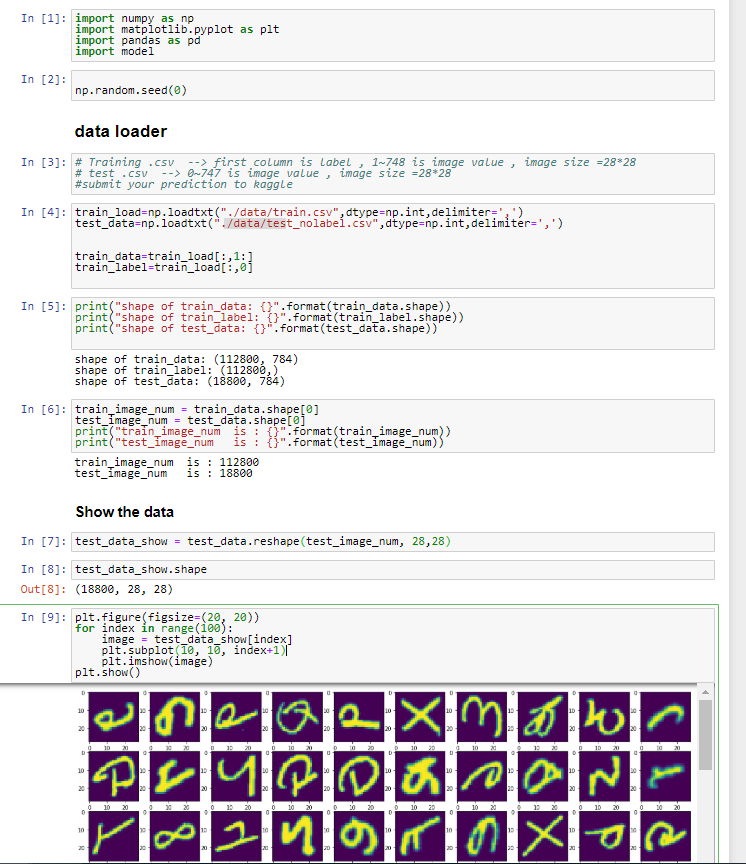 In [1]: import numpy as np
import matplotlib.pyplot as plt
import pandas as pd
import model
In [2]:
np.random.seed(0)
data loader
In [3]: # Training .csv --> first column is label , 1~748 is image value , image size =28*28
# test .csv --> 0~747 is image value , image size =28*28
#submit your prediction to kaggle
In [4]: train_load=np.loadtxt("./data/train.csv",dtype=np.int,delimiter=',')
test_data=np.loadtxt("./data/test_nolabel.csv",dtype=np.int,delimiter=',')
train_data=train_load[:,1:]
train_label=train_load[:,0]
In [5]: print("shape of train_data: {}".format(train_data.shape))
print("shape of train_label: {}".format(train_label.shape))
print("shape of test_data: {}".format(test_data.shape))
shape of train_data: (112800, 784)
shape of train_label: (112800,)
shape of test_data: (18800, 784)
In [6]: train_image_num = train_data.shape[0]
test_image_num = test_data.shape[0]
print("train_image_num  is : {}".format(train_image_num))
print("test_image_num   is : {}".format(test_image_num))
train_image_num  is : 112800
test_image_num   is : 18800
Show the data
In [7]: test_data_show = test_data.reshape(test_image_num, 28,28)
In [8]: test_data_show.shape
Out[8]: (18800, 28, 28)
In [9]: plt.figure(figsize=(20, 20))
for index in range(100):
    image = test_data_show[index]
    plt.subplot(10, 10, index+1)
    plt.imshow(image)
plt.show()